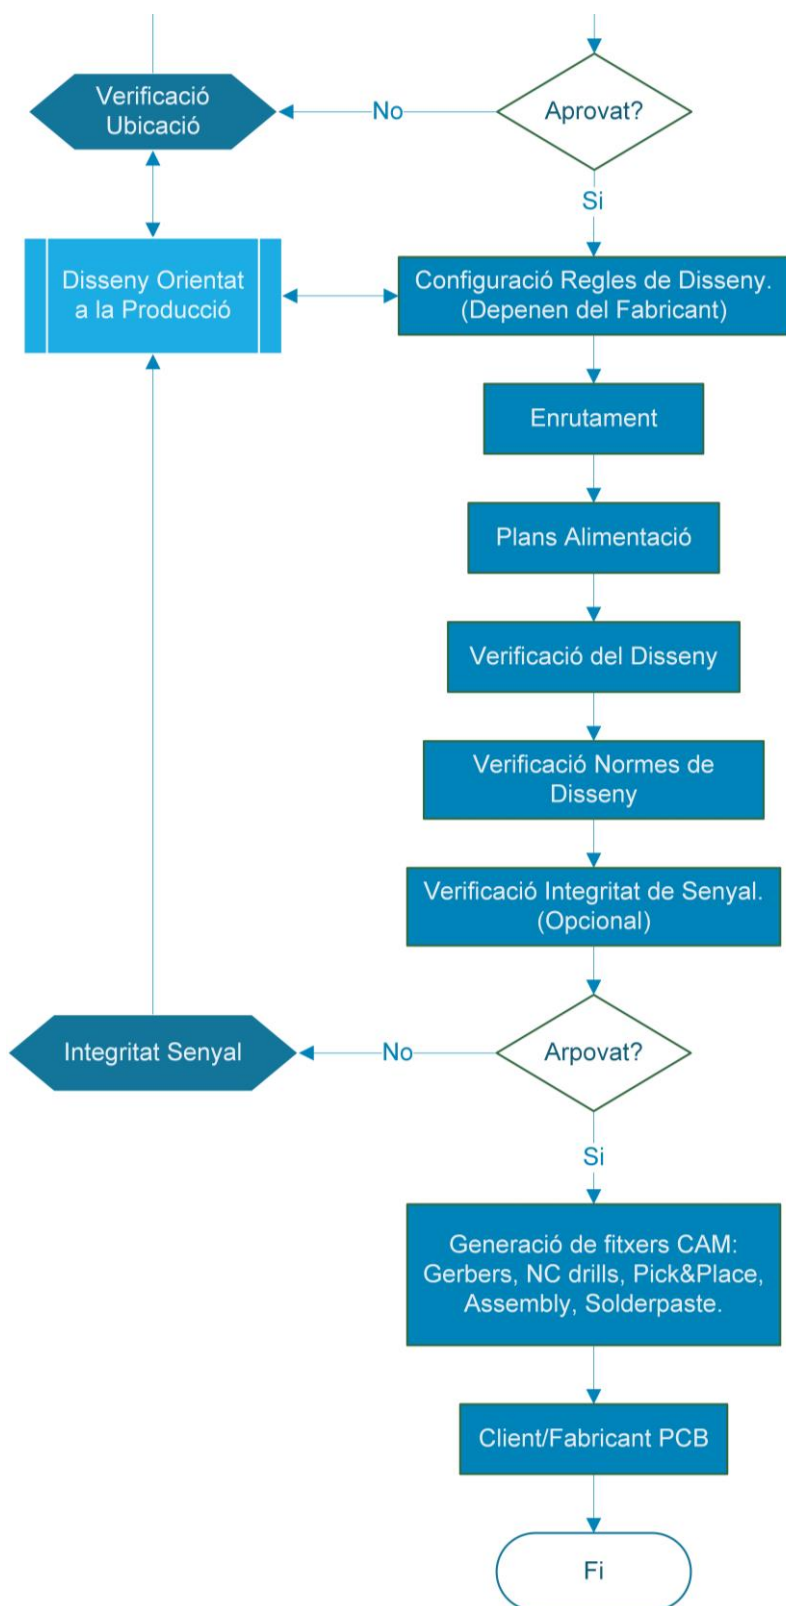 Verificació
Ubicació
No
Aprovat?
Si
Disseny Orientat
a la Producció
Configuració Regles de Disseny.
(Depenen del Fabricant)
Enrutament
Plans Alimentació
Verificació del Disseny
Verificació Normes de
Disseny
Verificació Integritat de Senyal.
(Opcional)
Integritat Senyal
No
Arpovat?
Si
Generació de fitxers CAM:
Gerbers, NC drills, Pick&Place,
Assembly, Solderpaste.
Client/Fabricant PCB
Fi